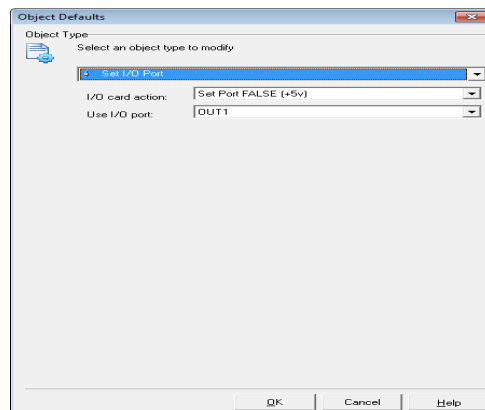 Object Defaults
Object Type
Select an object type to modify
Set I/O Port
I/O card action: Set Port FALSE (+5v)
Use I/O port: OUT1
OK Cancel Help